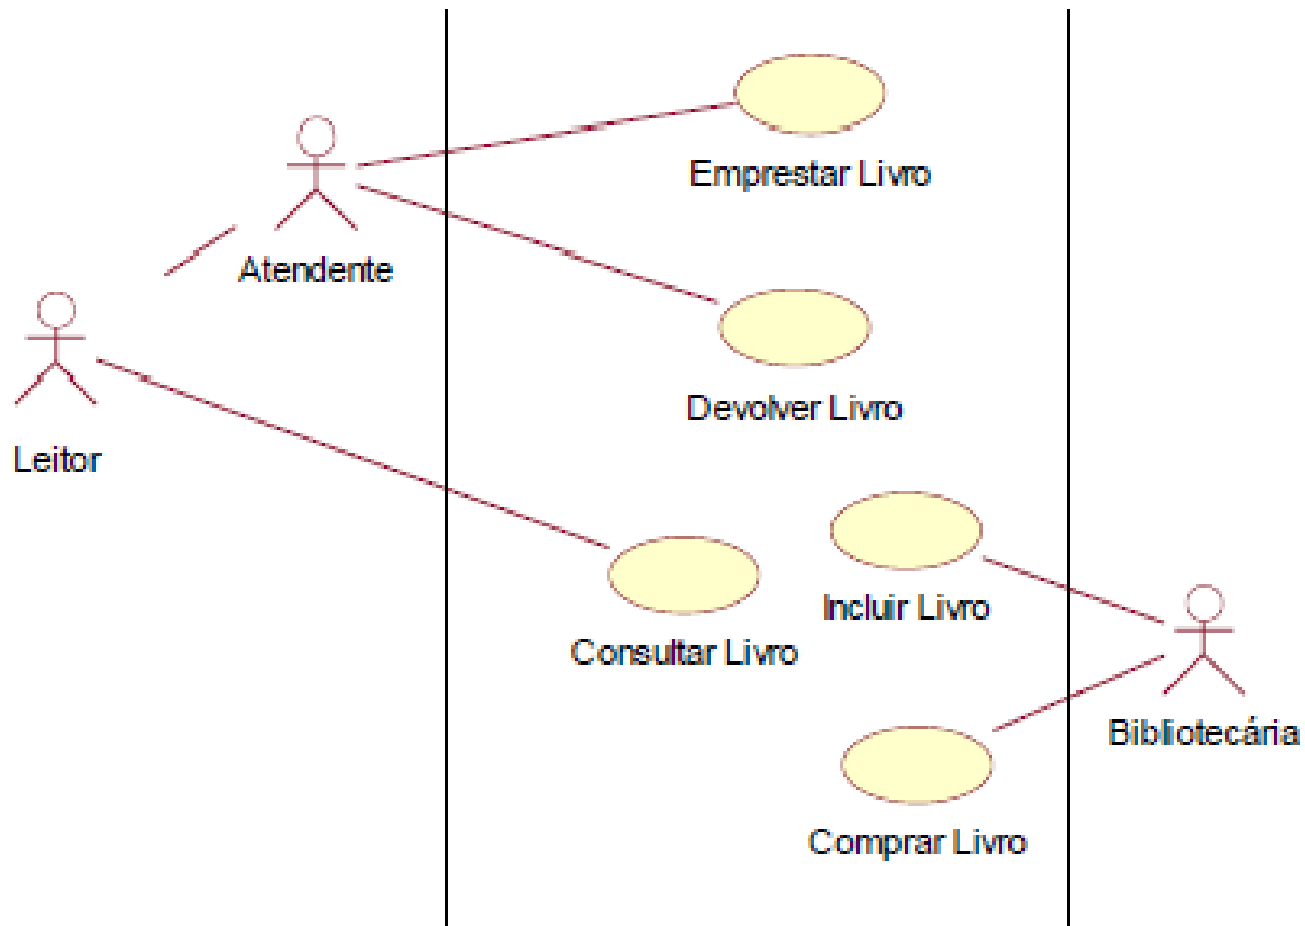 Emprestar Livro
Atendente
Devolver Livro
Leitor
Incluir Livro
Consultar Livro
Bibliotecária
Comprar Livro